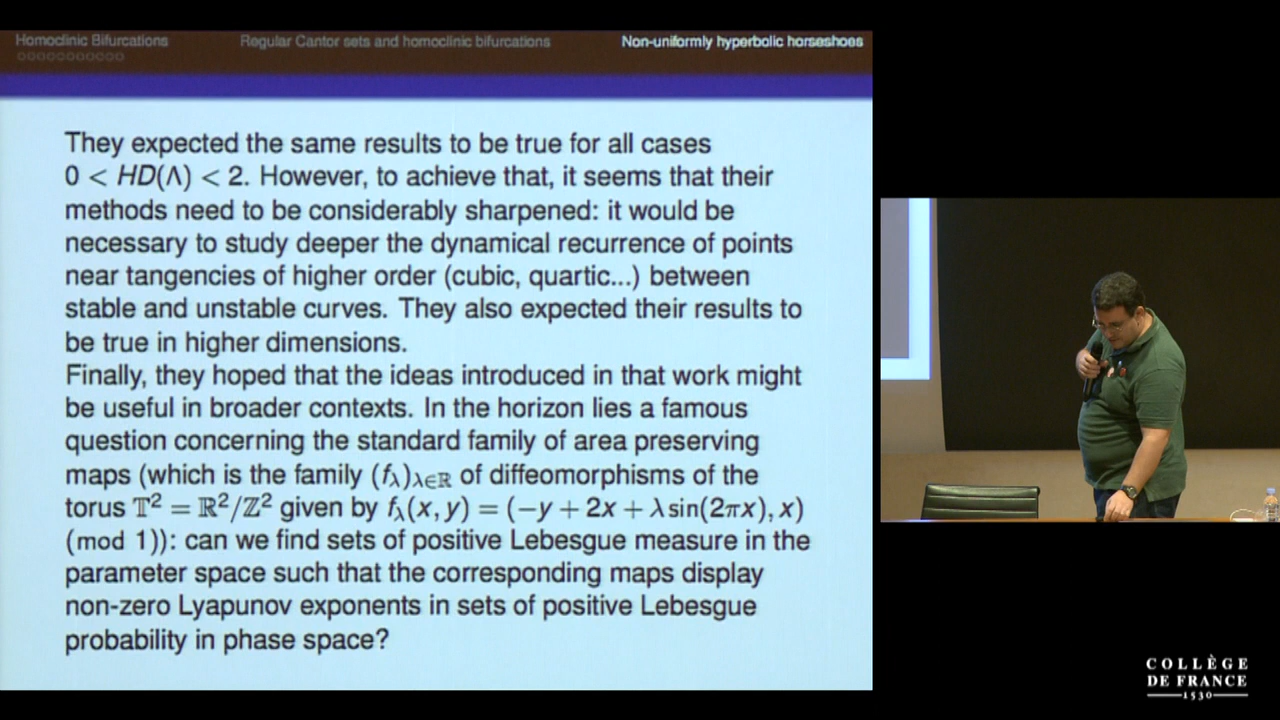 Homoclinic Bifurcations
Regular Cantor sets and homoclinic bifurcations
Non-uniformly hyperbolic horseshoes
They expected the same results to be true for all cases
0 < HD(Λ) < 2. However, to achieve that, it seems that their
methods need to be considerably sharpened: it would be
necessary to study deeper the dynamical recurrence of points
near tangencies of higher order (cubic, quartic...) between
stable and unstable curves. They also expected their results to
be true in higher dimensions.
Finally, they hoped that the ideas introduced in that work might
be useful in broader contexts. In the horizon lies a famous
question concerning the standard family of area preserving
maps (which is the family (f_λ)_{λ∈ℝ} of diffeomorphisms of the
torus 𝕋² = ℝ²/ℤ² given by f_λ(x, y) = (−y + 2x + λ sin(2πx), x)
(mod 1)): can we find sets of positive Lebesgue measure in the
parameter space such that the corresponding maps display
non-zero Lyapunov exponents in sets of positive Lebesgue
probability in phase space?
COLLÈGE
DE FRANCE
1530